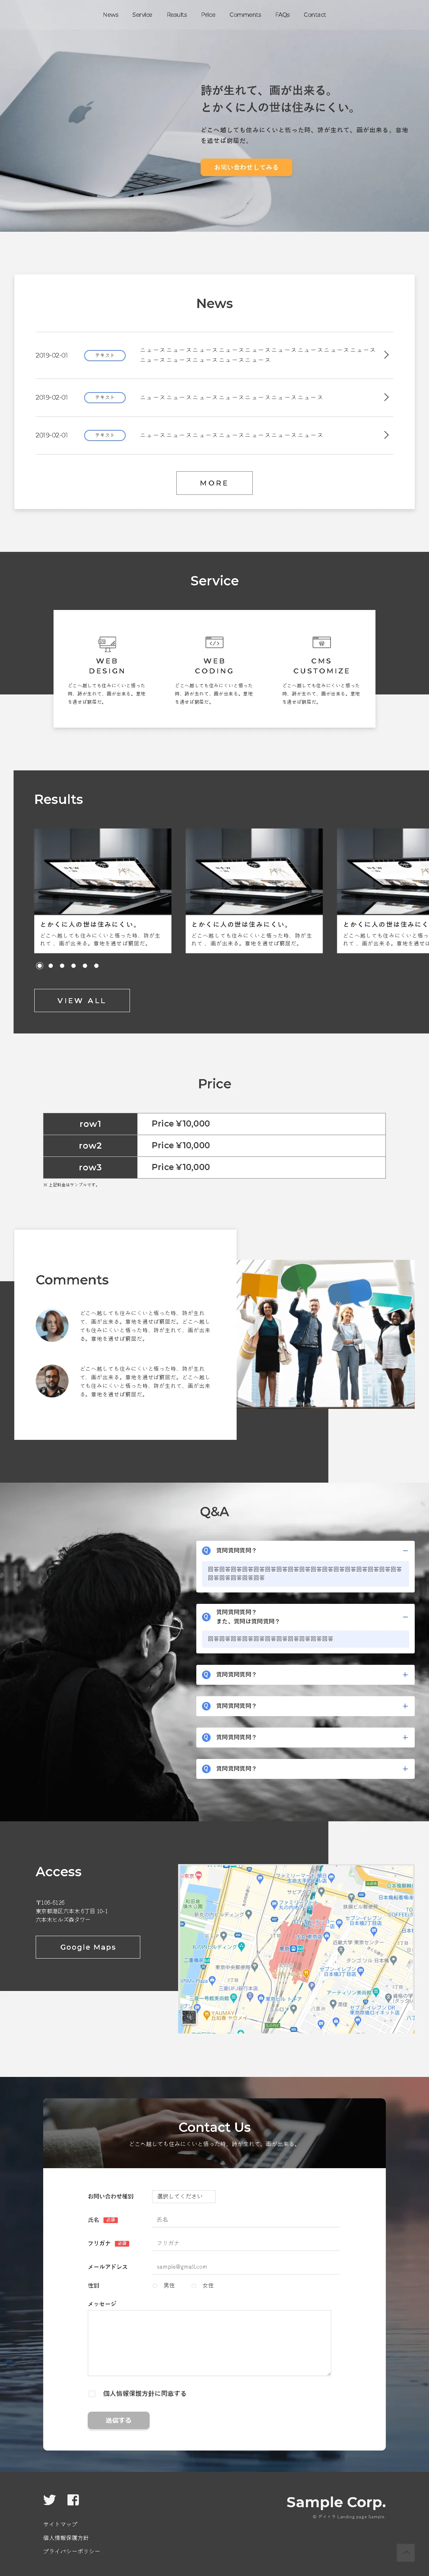 News Service Results Price Comments FAQs Contact
詩が生れて、画が出来る。
とかくに人の世は住みにくい。
どこへ越しても住みにくいと悟った時、詩が生れて、画が出来る。意地
を通せば窮屈だ。
お問い合わせしてみる
News
2019-02-01 テキスト ニュースニュースニュースニュースニュースニュースニュースニュースニュース
ニュースニュースニュースニュースニュース
2019-02-01 テキスト ニュースニュースニュースニュースニュースニュースニュース
2019-02-01 テキスト ニュースニュースニュースニュースニュースニュースニュース
MORE
Service
WEB
DESIGN
どこへ越しても住みにくいと悟った
時、詩が生れて、画が出来る。意地
を通せば窮屈だ。
WEB
CODING
どこへ越しても住みにくいと悟った
時、詩が生れて、画が出来る。意地
を通せば窮屈だ。
CMS
CUSTOMIZE
どこへ越しても住みにくいと悟った
時、詩が生れて、画が出来る。意地
を通せば窮屈だ。
Results
とかくに人の世は住みにくい。
どこへ越しても住みにくいと悟った時、詩が生
れて、画が出来る。意地を通せば窮屈だ。
とかくに人の世は住みにくい。
どこへ越しても住みにくいと悟った時、詩が生
れて、画が出来る。意地を通せば窮屈だ。
とかくに人の世は住みにく
どこへ越しても住みにくいと悟
れて、画が出来る。意地を通せば
VIEW ALL
Price
row1 Price ¥10,000
row2 Price ¥10,000
row3 Price ¥10,000
※ 上記料金はサンプルです。
Comments
どこへ越しても住みにくいと悟った時、詩が生れ
て、画が出来る。意地を通せば窮屈だ。どこへ越し
ても住みにくいと悟った時、詩が生れて、画が出来
る。意地を通せば窮屈だ。
どこへ越しても住みにくいと悟った時、詩が生れ
て、画が出来る。意地を通せば窮屈だ。どこへ越し
ても住みにくいと悟った時、詩が生れて、画が出来
る。意地を通せば窮屈だ。
Q&A
Q 質問質問質問？
回答回答回答回答回答回答回答回答回答回答回答回答回答回答回答回答回答
回答回答回答回答回答
Q 質問質問質問？
また、質問は質問質問？
回答回答回答回答回答回答回答回答回答回答回答
Q 質問質問質問？
Q 質問質問質問？
Q 質問質問質問？
Q 質問質問質問？
Access
〒106-6126
東京都港区六本木 6丁目 10-1
六本木ヒルズ森タワー
Google Maps
Contact Us
どこへ越しても住みにくいと悟った時、詩が生れて、画が出来る。
お問い合わせ種別 選択してください
氏名 必須 氏名
フリガナ 必須 フリガナ
メールアドレス sample@gmail.com
性別 男性 女性
メッセージ
個人情報保護方針に同意する
送信する
Sample Corp.
サイトマップ
個人情報保護方針
プライバシーポリシー